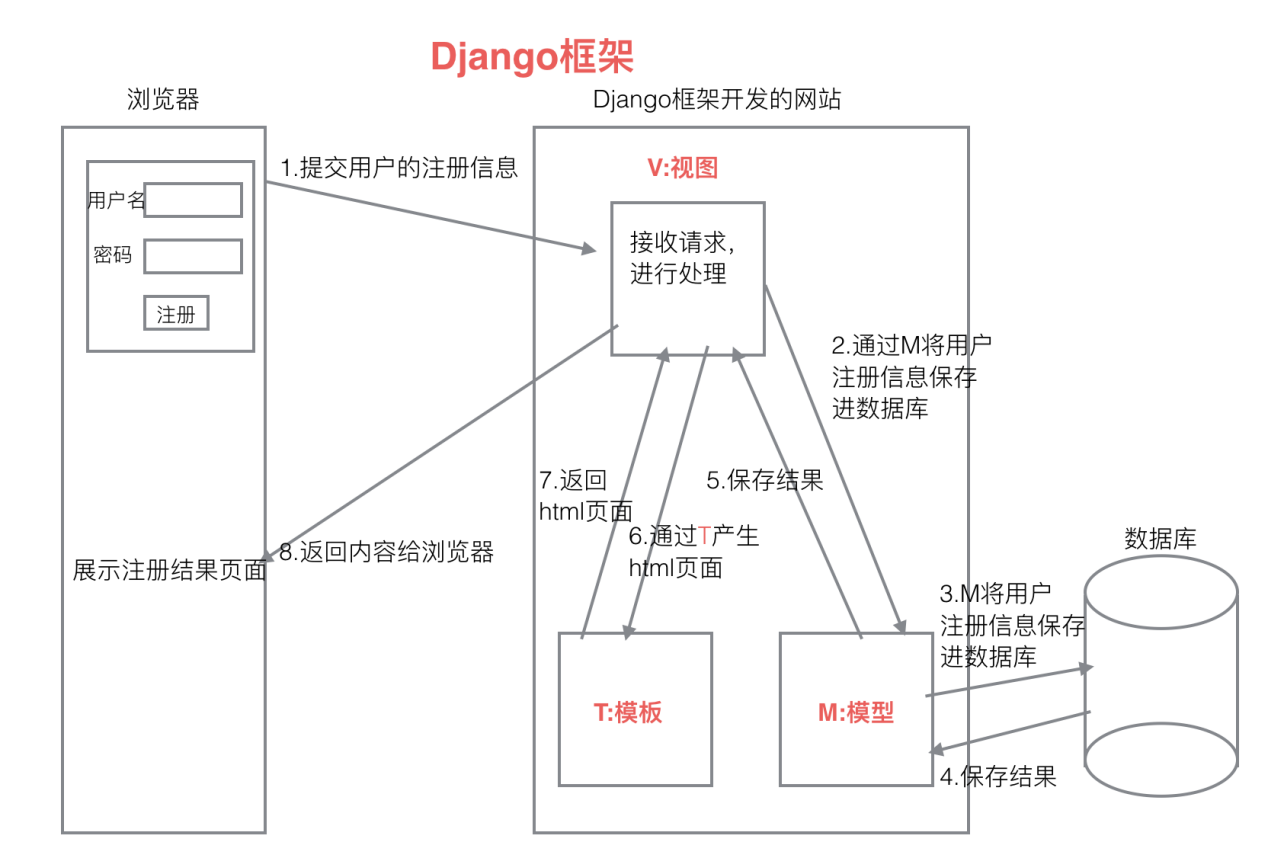 Django框架
浏览器
Django框架开发的网站
1.提交用户的注册信息
V:视图
用户名
密码
注册
接收请求，
进行处理
2.通过M将用户
注册信息保存
进数据库
7.返回
html页面
5.保存结果
6.通过T产生
html页面
8.返回内容给浏览器
展示注册结果页面
数据库
3.M将用户
注册信息保存
进数据库
T:模板
M:模型
4.保存结果